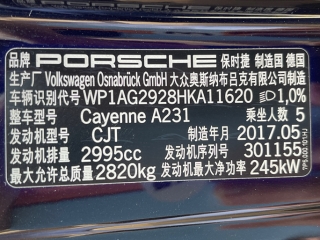 品牌 PORSCHE 保时捷 制造国 德国
生产厂 Volkswagen Osnabrück GmbH 大众奥斯纳布吕克有限公司制造
车辆识别代号 WP1AG2928HKA11620 1,0%
整车型号 Cayenne A231 乘坐人数 5
发动机型号 CJT 制造年月 2017.05
发动机排量 2995cc 发动机序列号 301155
最大允许总质量 2820kg 发动机最大净功率 245kW